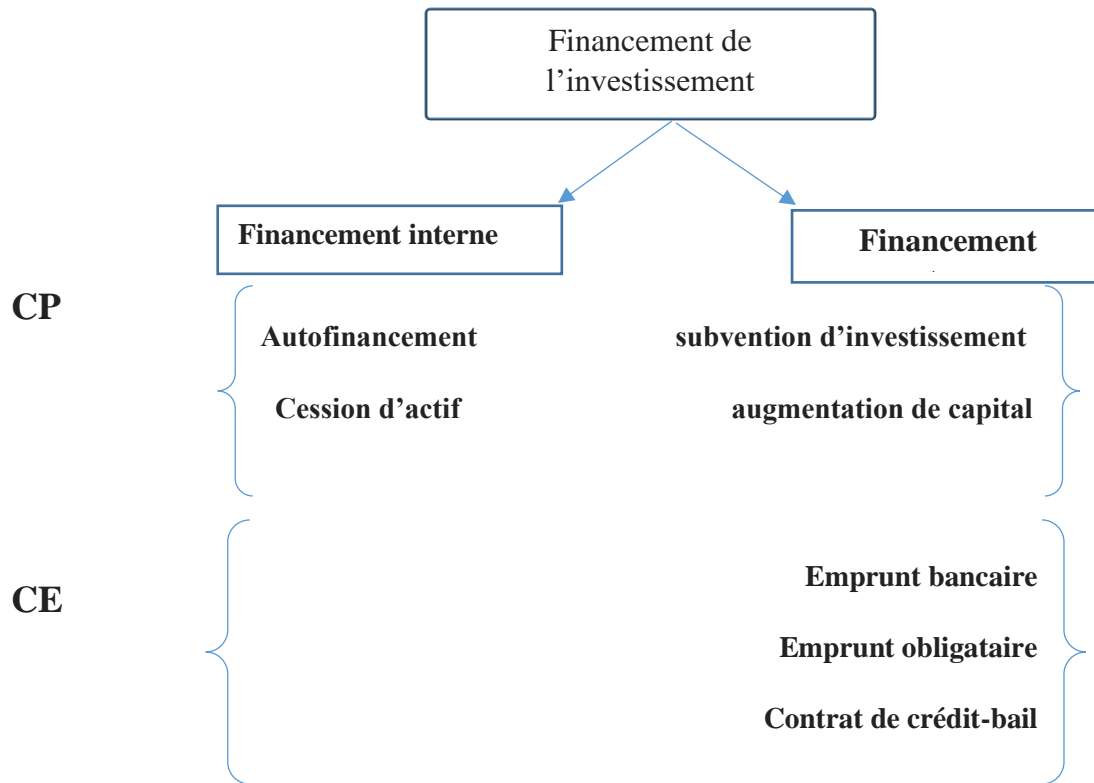 Financement de
l’investissement
Financement interne
Financement
CP
Autofinancement
subvention d’investissement
Cession d’actif
augmentation de capital
CE
Emprunt bancaire
Emprunt obligataire
Contrat de crédit-bail